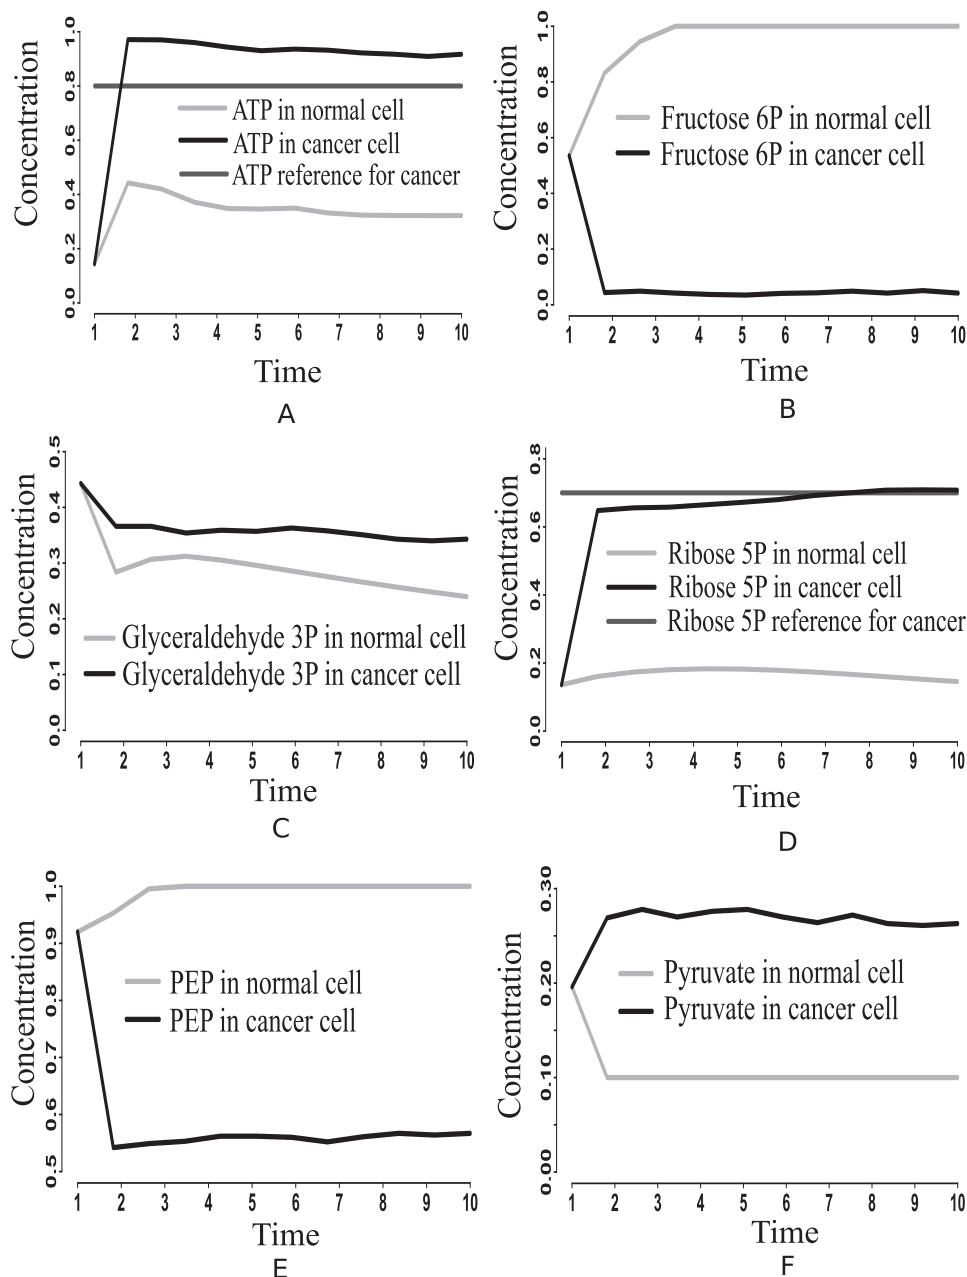 Concentration
1.0
0.8
0.6
0.4
0.2
0.0
ATP in normal cell
ATP in cancer cell
ATP reference for cancer
1 2 3 4 5 6 7 8 9 10
Time
A
Concentration
1.0
0.8
0.6
0.4
0.2
0.0
Fructose 6P in normal cell
Fructose 6P in cancer cell
1 2 3 4 5 6 7 8 9 10
Time
B
Concentration
0.5
0.4
0.3
0.2
0.1
0.0
Glyceraldehyde 3P in normal cell
Glyceraldehyde 3P in cancer cell
1 2 3 4 5 6 7 8 9 10
Time
C
Concentration
0.8
0.6
0.4
0.2
0.0
Ribose 5P in normal cell
Ribose 5P in cancer cell
Ribose 5P reference for cancer
1 2 3 4 5 6 7 8 9 10
Time
D
Concentration
1.0
0.9
0.8
0.7
0.6
0.5
PEP in normal cell
PEP in cancer cell
1 2 3 4 5 6 7 8 9 10
Time
E
Concentration
0.30
0.20
0.10
0.00
Pyruvate in normal cell
Pyruvate in cancer cell
1 2 3 4 5 6 7 8 9 10
Time
F